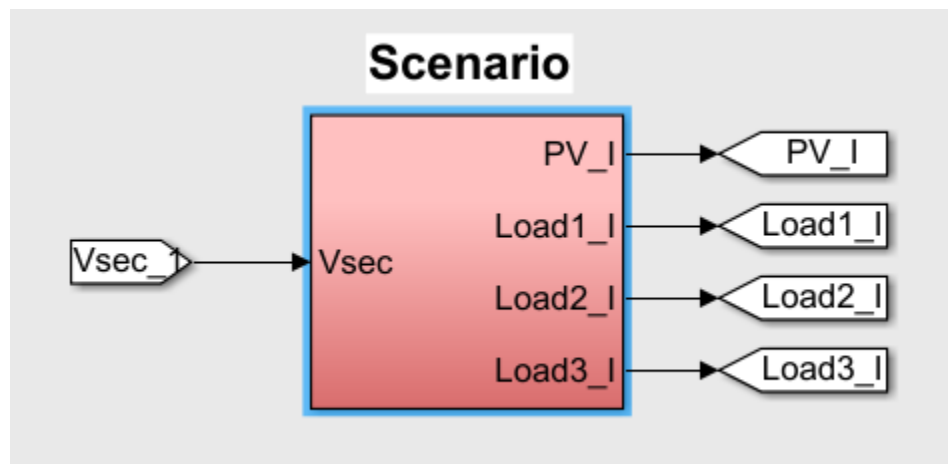 Scenario
PV_I
PV_I
Load1_I
Load1_I
Vsec_1
Vsec
Load2_I
Load2_I
Load3_I
Load3_I